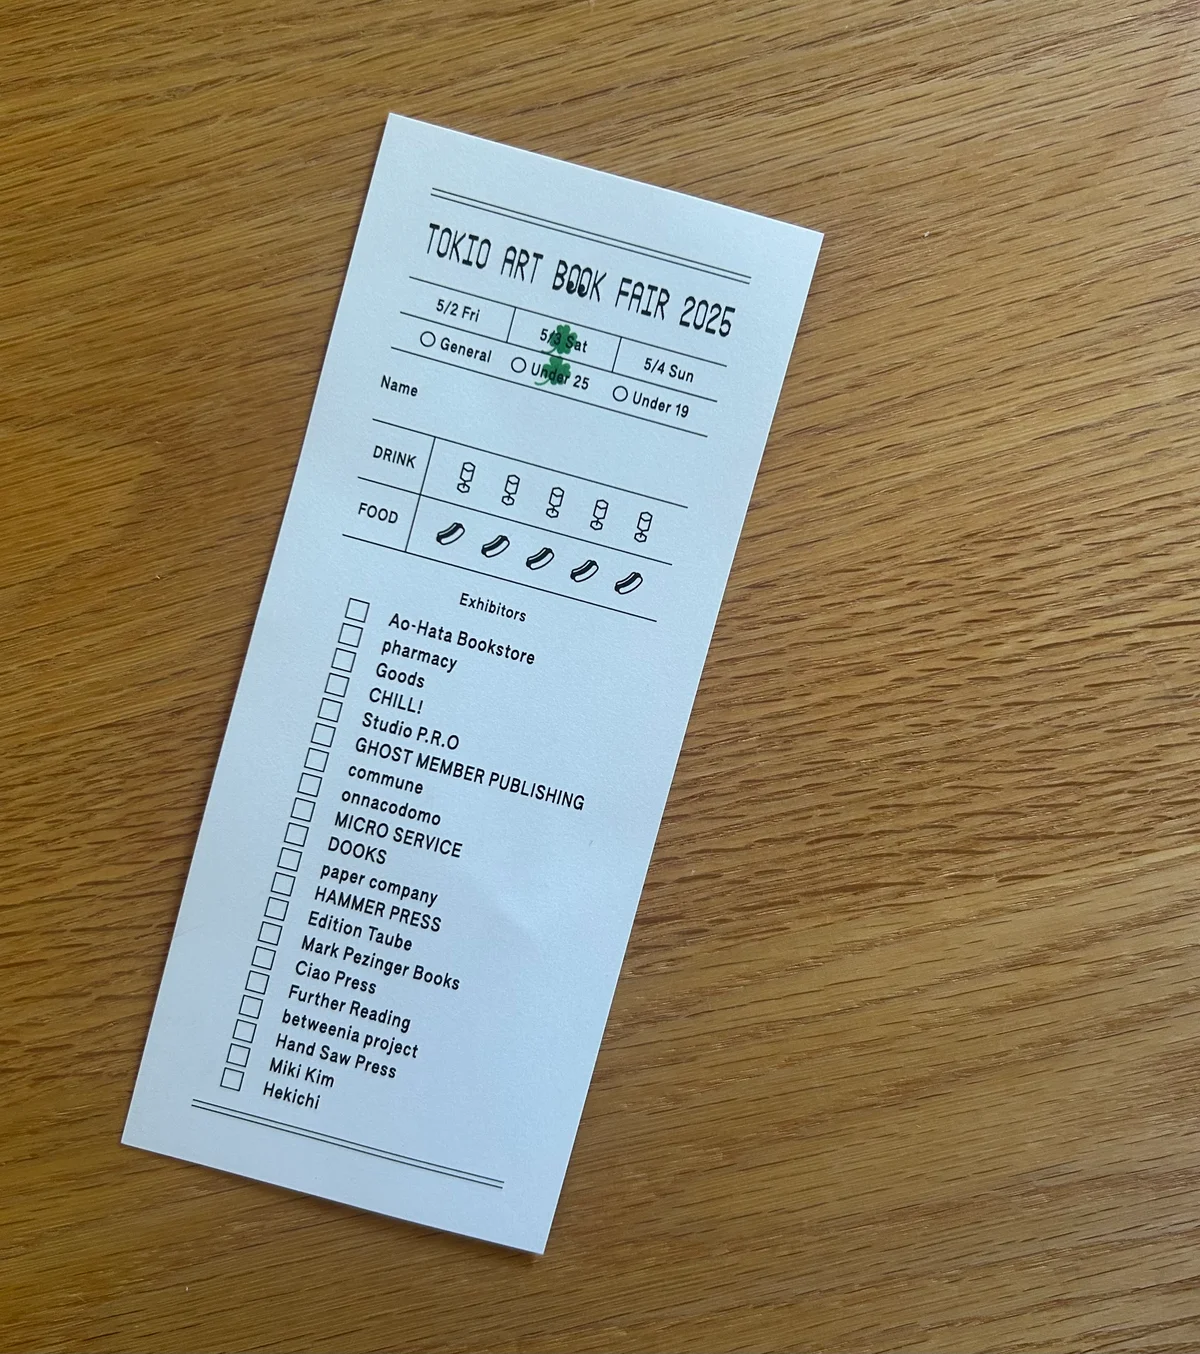 TOKIO ART BOOK FAIR 2025
5/2 Fri 5/3 Sat 5/4 Sun
General Under 25 Under 19
Name
DRINK
FOOD
Exhibitors
Ao-Hata Bookstore
pharmacy
Goods
CHILL!
Studio P.R.O
GHOST MEMBER PUBLISHING
commune
onnacodomo
MICRO SERVICE
DOOKS
paper company
HAMMER PRESS
Edition Taube
Mark Pezinger Books
Ciao Press
Further Reading
betweenia project
Hand Saw Press
Miki Kim
Hekichi